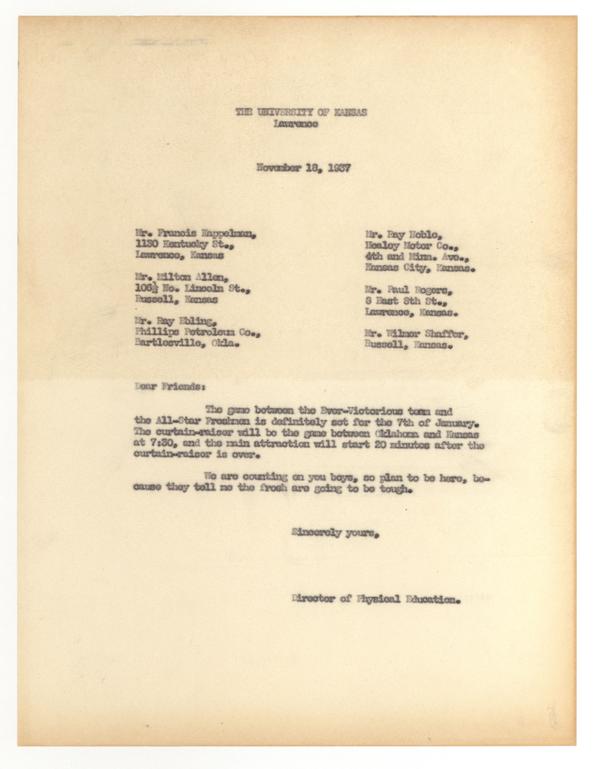 THE UNIVERSITY OF KANSAS
Lawrence
November 18, 1937
Mr. Francis Kappelman,
1130 Kentucky St.,
Lawrence, Kansas
Mr. Milton Allen,
106½ No. Lincoln St.,
Russell, Kansas
Mr. Ray Ebling,
Phillips Petroleum Co.,
Bartlesville, Okla.
Mr. Ray Noble,
Healey Motor Co.,
4th and Minn. Ave.,
Kansas City, Kansas.
Mr. Paul Rogers,
8 East 8th St.,
Lawrence, Kansas.
Mr. Wilmer Shaffer,
Russell, Kansas.
Dear Friends:
The game between the Ever-Victorious team and
the All-Star Freshmen is definitely set for the 7th of January.
The curtain-raiser will be the game between Oklahoma and Kansas
at 7:30, and the main attraction will start 20 minutes after the
curtain-raiser is over.
We are counting on you boys, so plan to be here, be-
cause they tell me the frosh are going to be tough.
Sincerely yours,
Director of Physical Education.